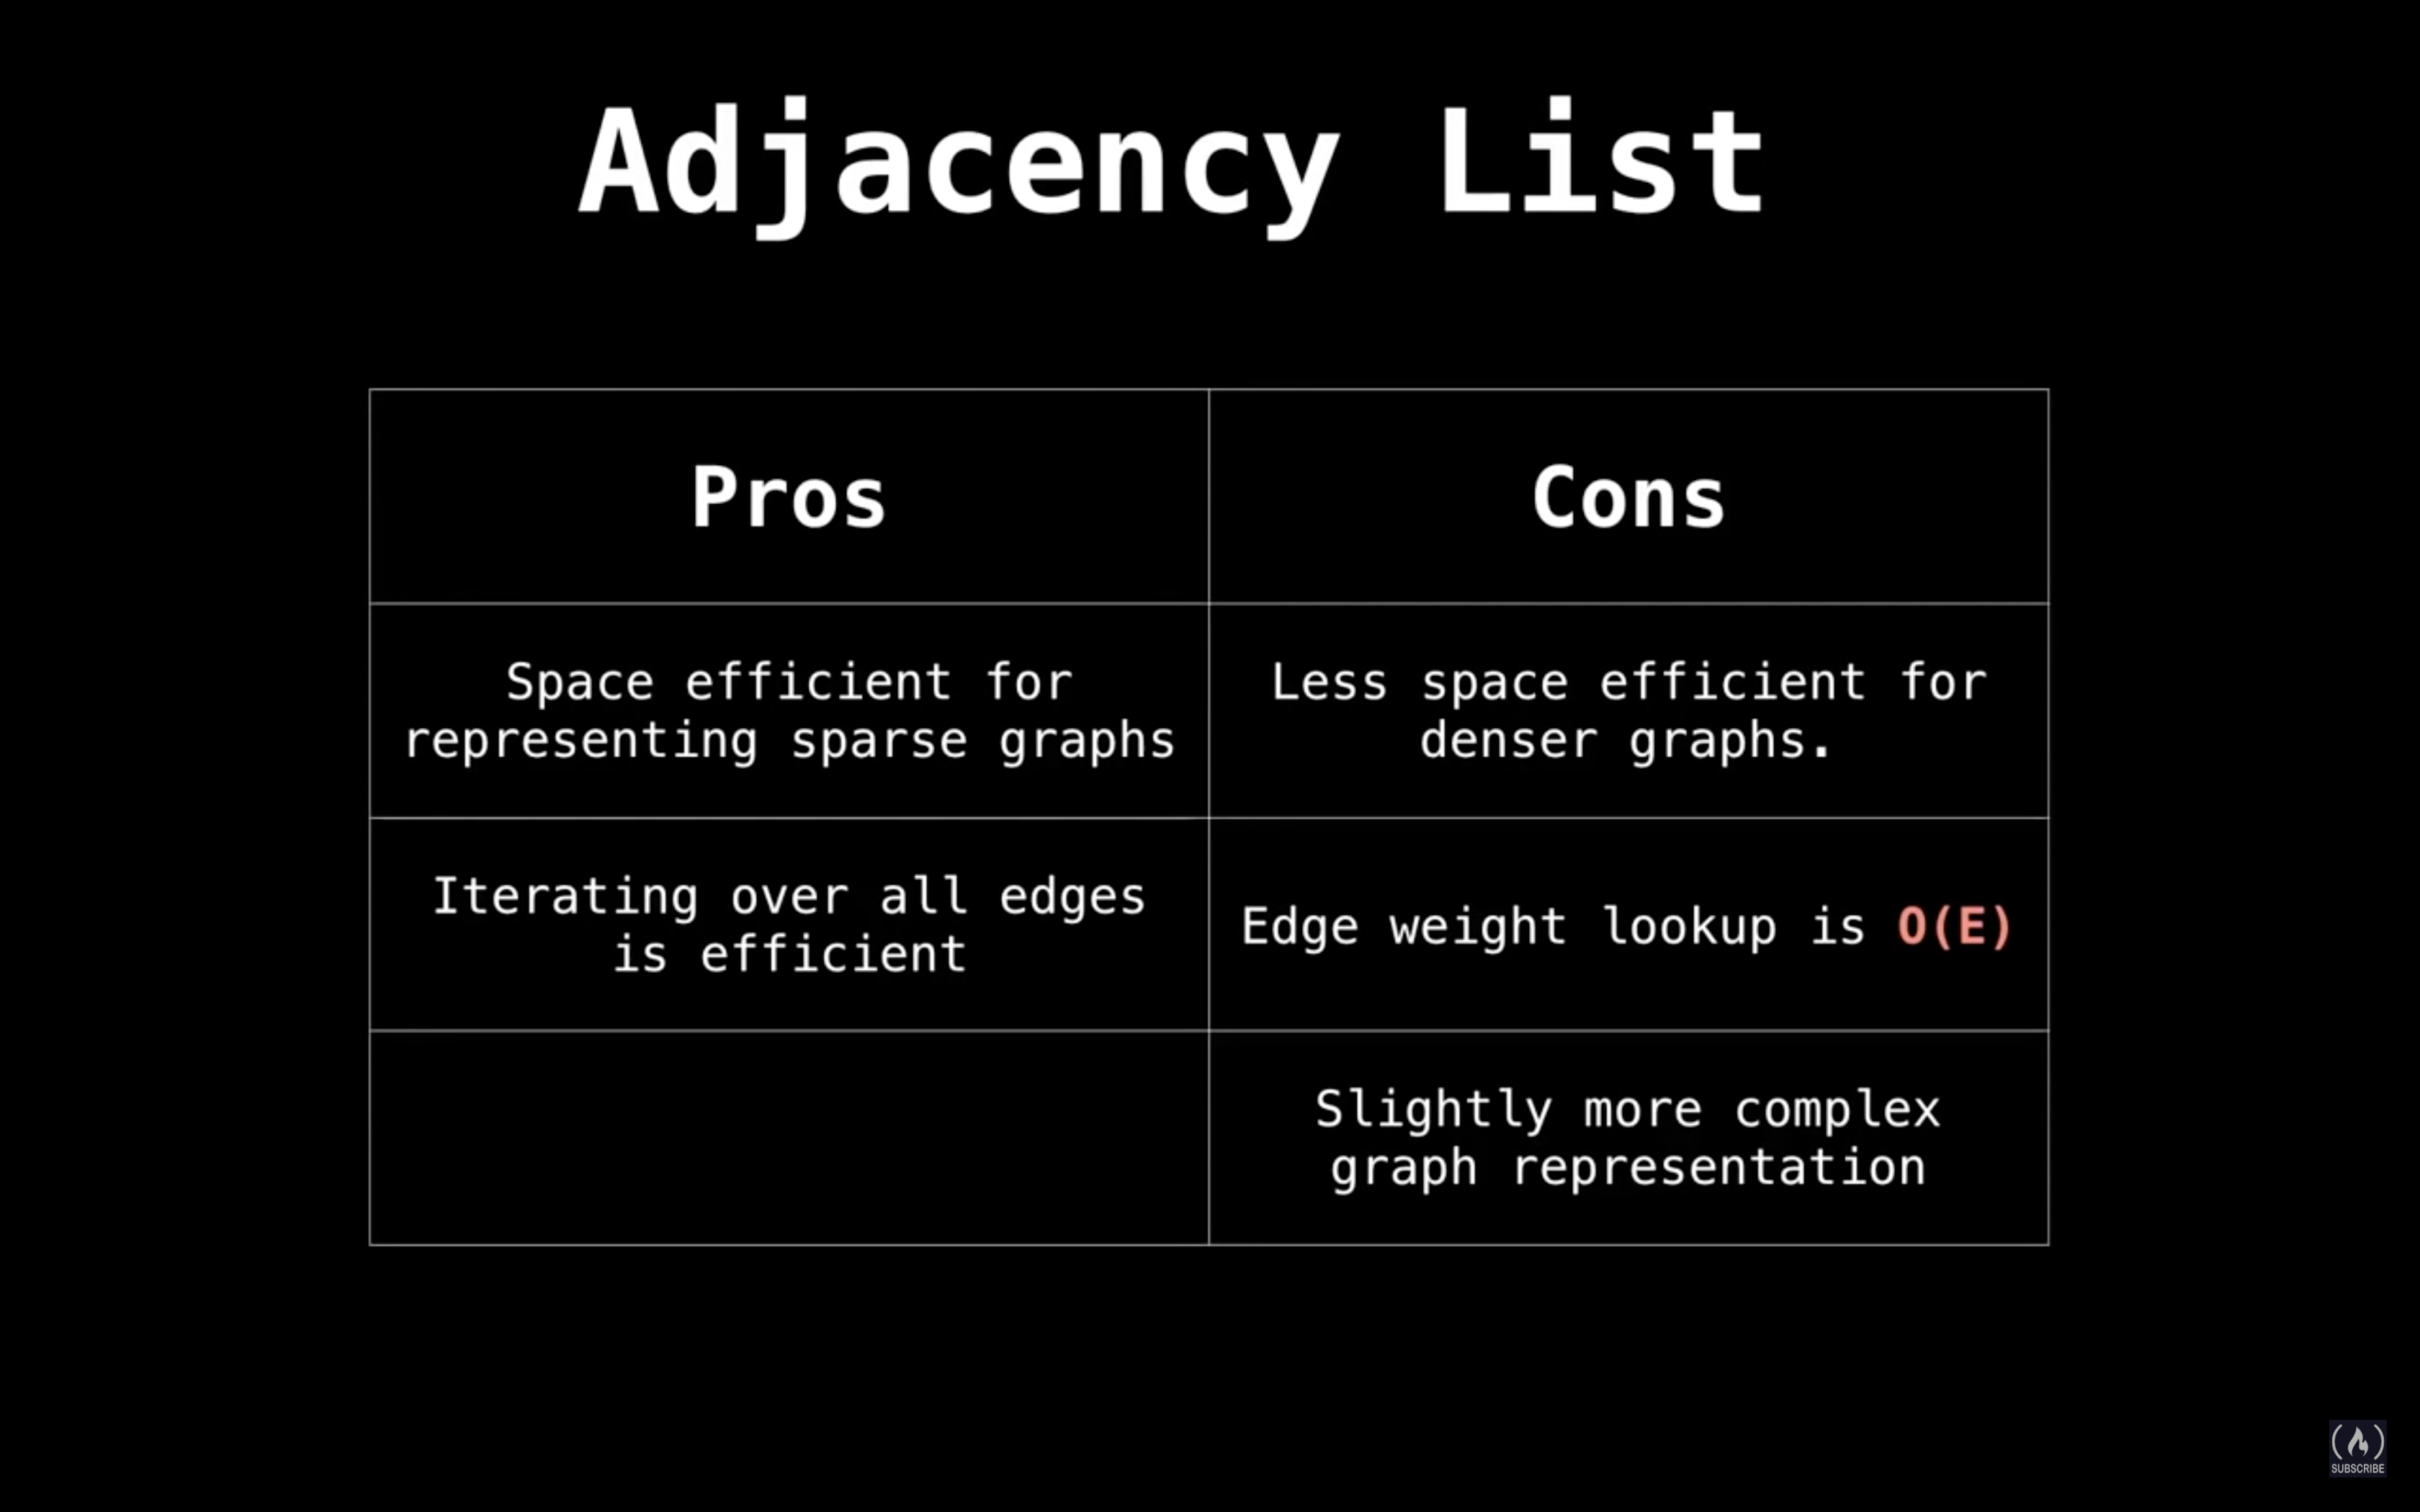 Adjacency List
Pros
Cons
Space efficient for
representing sparse graphs
Less space efficient for
denser graphs.
Iterating over all edges
is efficient
Edge weight lookup is O(E)
Slightly more complex
graph representation
SUBSCRIBE